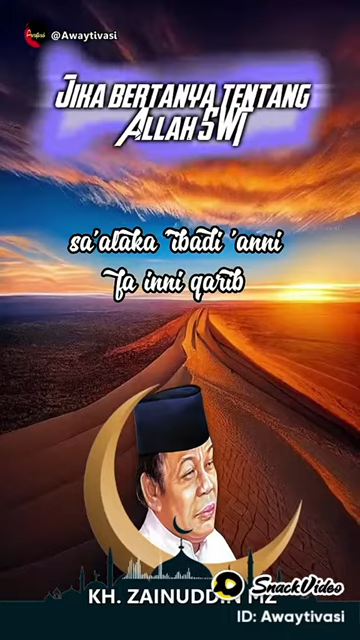 @Awaytivasi
JIKA BERTANYA TENTANG
ALLAH SWT
sa'alaka 'ibadi 'anni
fa inni qarib
KH. ZAINUDDIN MZ
SnackVideo
ID: Awaytivasi